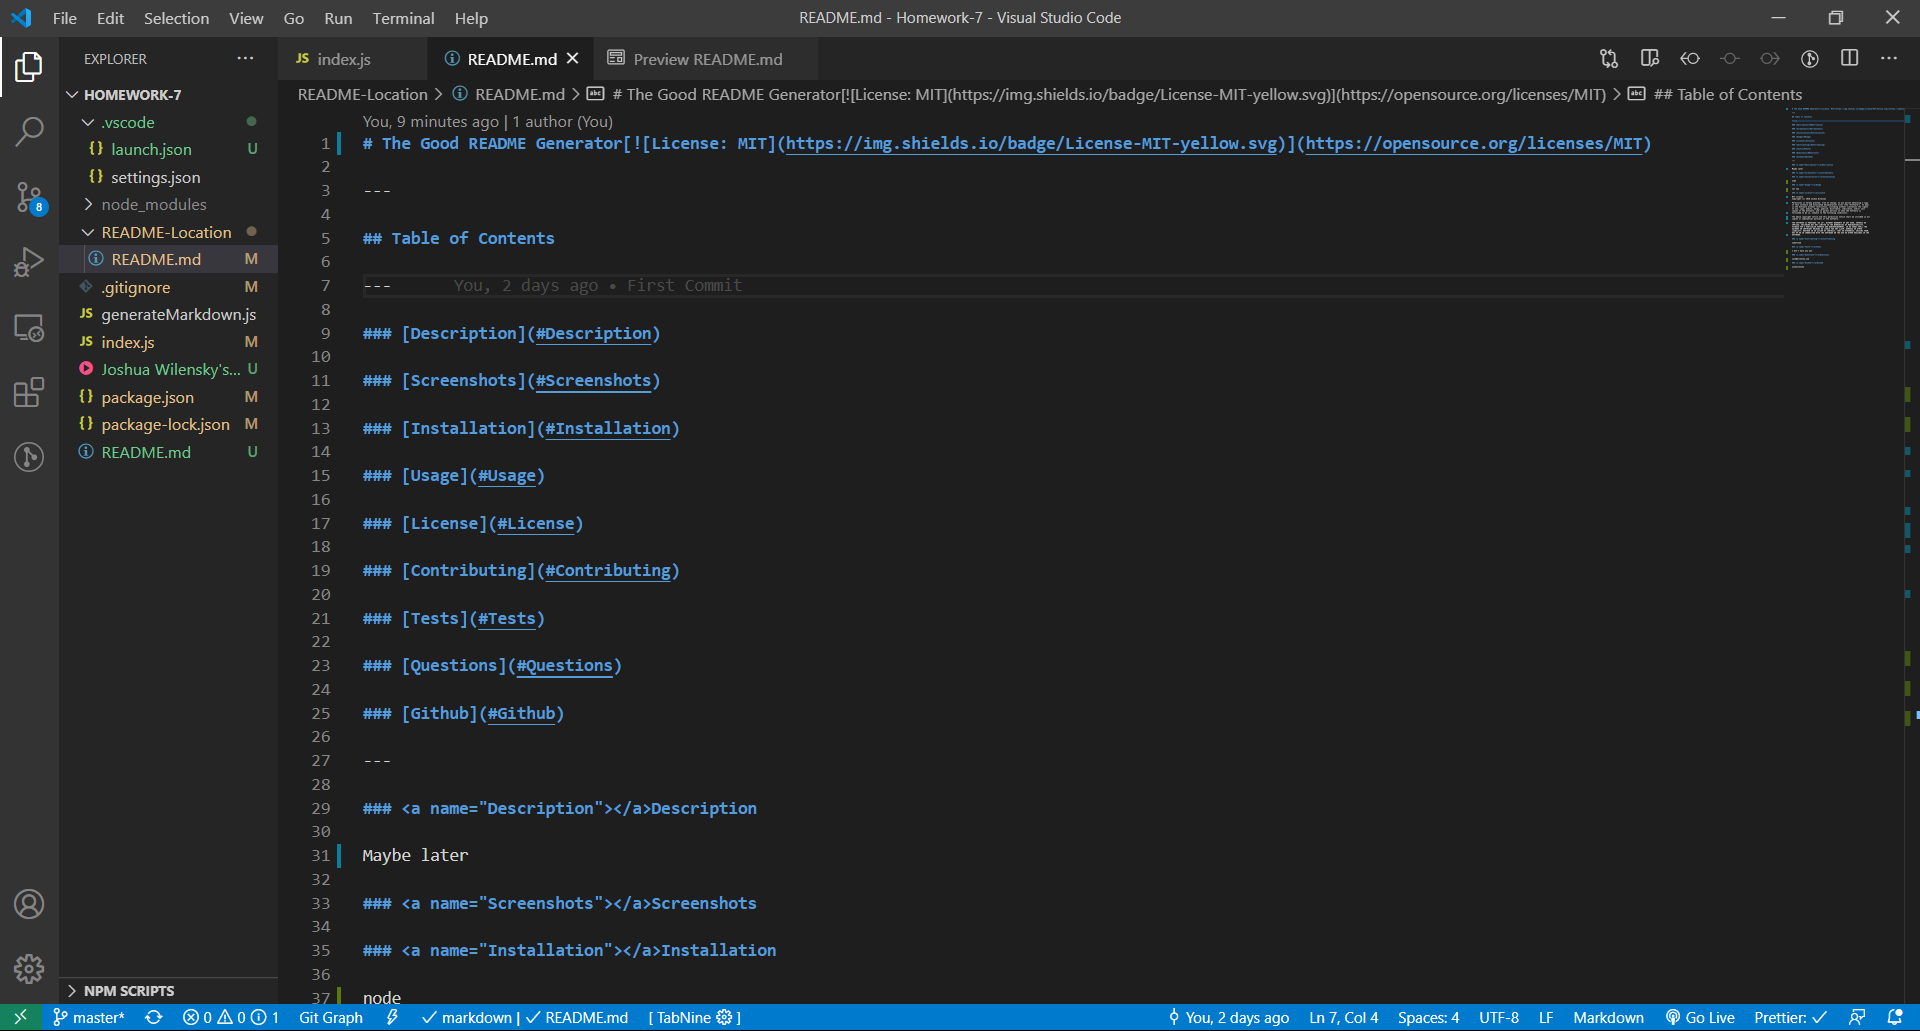 File Edit Selection View Go Run Terminal Help
README.md - Homework-7 - Visual Studio Code
EXPLORER
JS index.js
README.md
Preview README.md
HOMEWORK-7
.vscode
{} launch.json U
{} settings.json
node_modules
README-Location
README.md M
.gitignore M
JS generateMarkdown.js
JS index.js M
Joshua Wilensky's... U
{} package.json M
{} package-lock.json M
README.md U
NPM SCRIPTS
8
README-Location > README.md > abc # The Good README Generator[![License: MIT](https://img.shields.io/badge/License-MIT-yellow.svg)](https://opensource.org/licenses/MIT) > abc ## Table of Contents
You, 9 minutes ago | 1 author (You)
1 # The Good README Generator[![License: MIT](https://img.shields.io/badge/License-MIT-yellow.svg)](https://opensource.org/licenses/MIT)
2
3 ---
4
5 ## Table of Contents
6
7 --- You, 2 days ago • First Commit
8
9 ### [Description](#Description)
10
11 ### [Screenshots](#Screenshots)
12
13 ### [Installation](#Installation)
14
15 ### [Usage](#Usage)
16
17 ### [License](#License)
18
19 ### [Contributing](#Contributing)
20
21 ### [Tests](#Tests)
22
23 ### [Questions](#Questions)
24
25 ### [Github](#Github)
26
27 ---
28
29 ### <a name="Description"></a>Description
30
31 Maybe later
32
33 ### <a name="Screenshots"></a>Screenshots
34
35 ### <a name="Installation"></a>Installation
36
37 node
master* 0 0 1 Git Graph markdown | README.md [ TabNine ]
You, 2 days ago Ln 7, Col 4 Spaces: 4 UTF-8 LF Markdown Go Live Prettier: